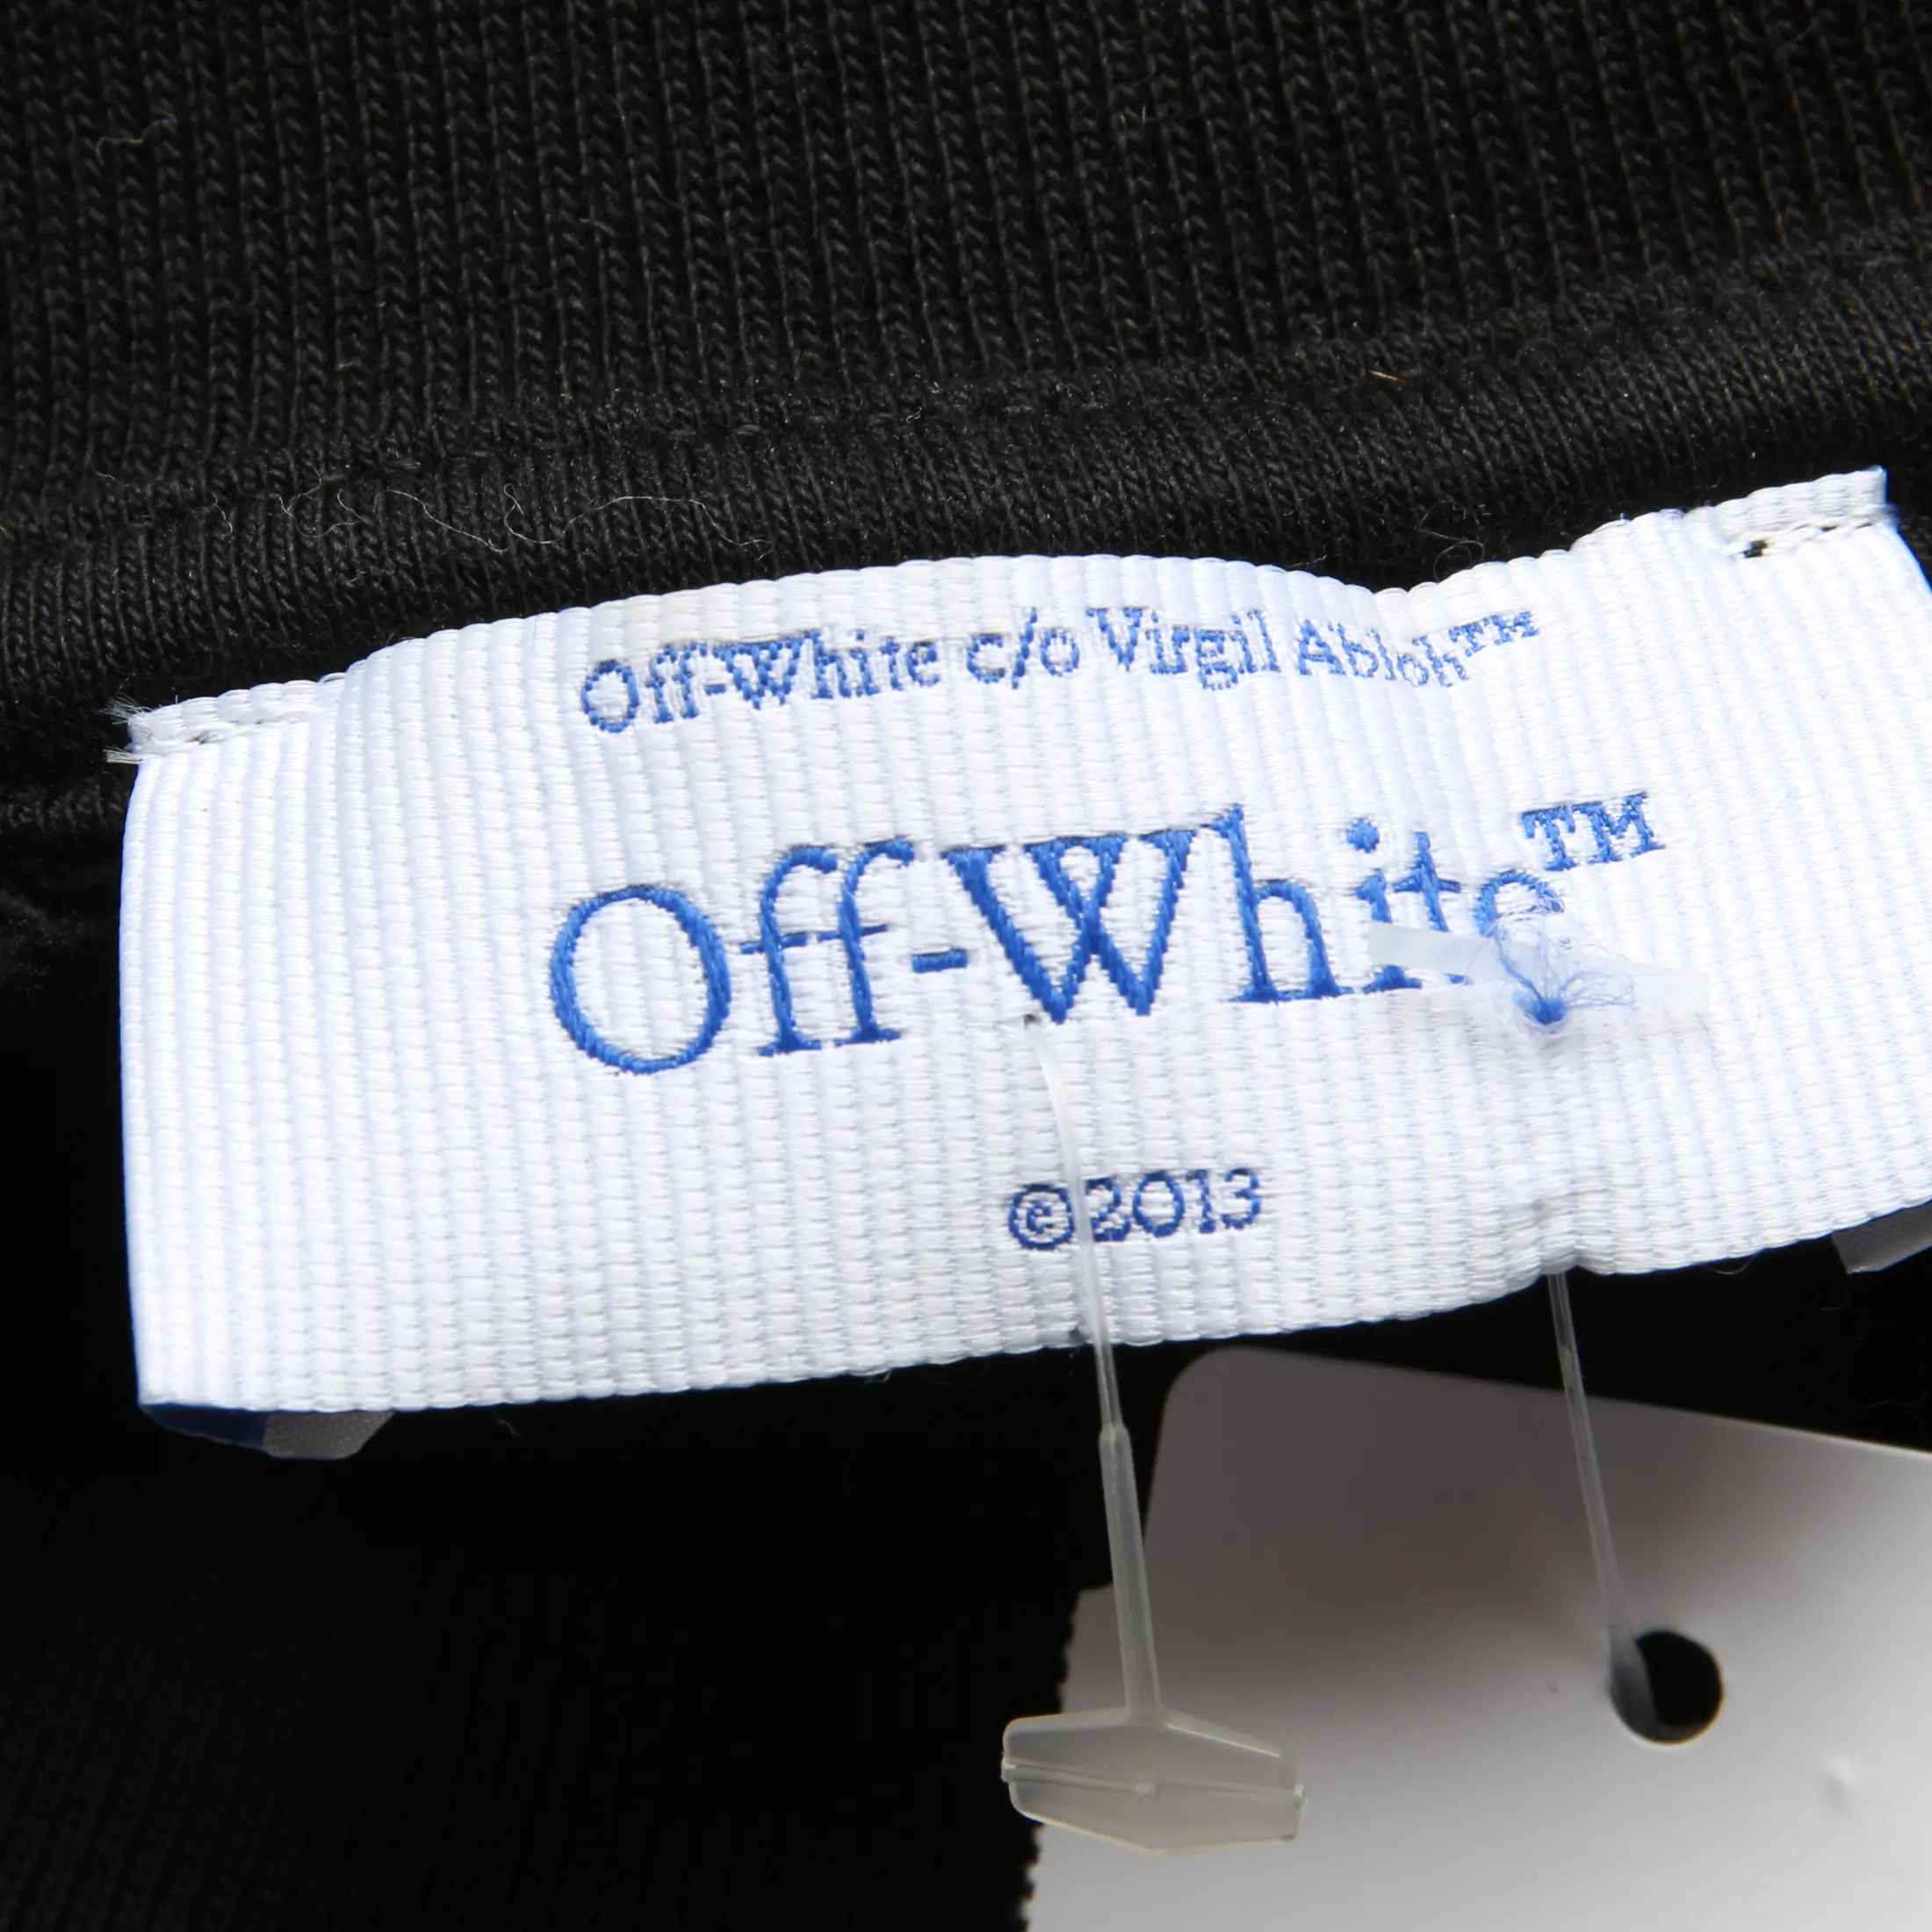 Off-White c/o Virgil Abloh™
Off-White™
©2013